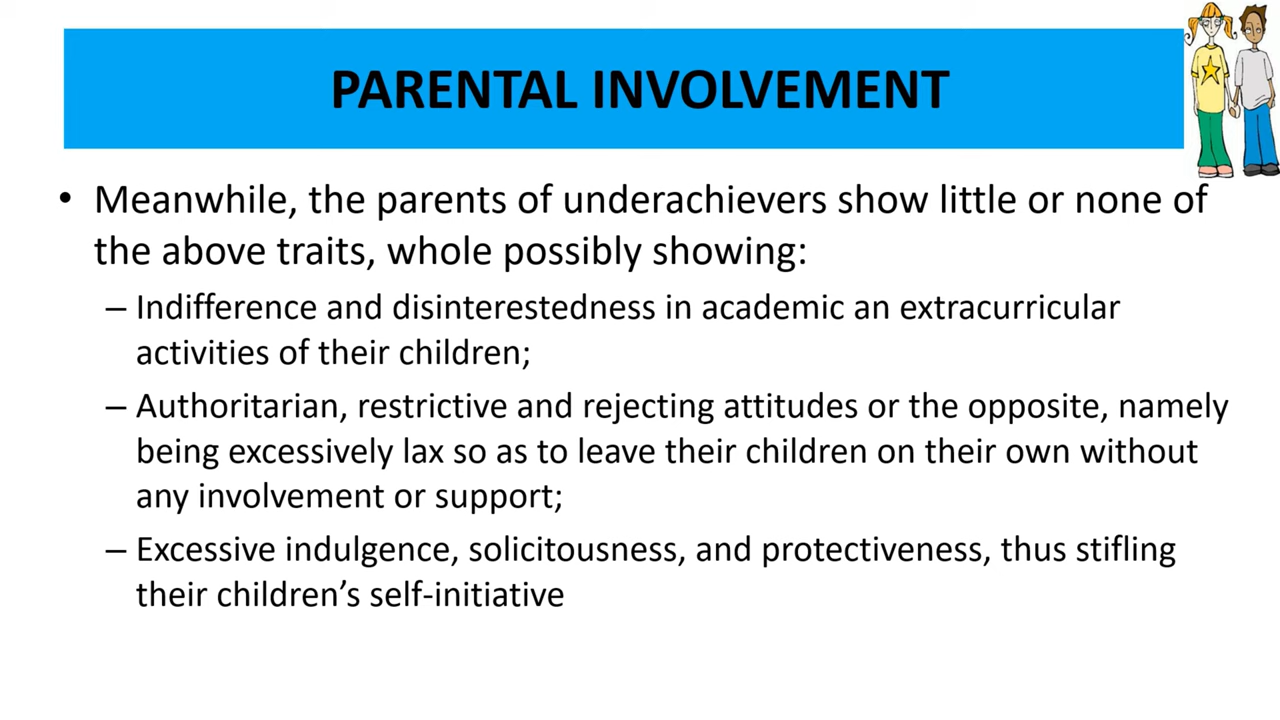 PARENTAL INVOLVEMENT
• Meanwhile, the parents of underachievers show little or none of
the above traits, whole possibly showing:
– Indifference and disinterestedness in academic an extracurricular
activities of their children;
– Authoritarian, restrictive and rejecting attitudes or the opposite, namely
being excessively lax so as to leave their children on their own without
any involvement or support;
– Excessive indulgence, solicitousness, and protectiveness, thus stifling
their children’s self-initiative